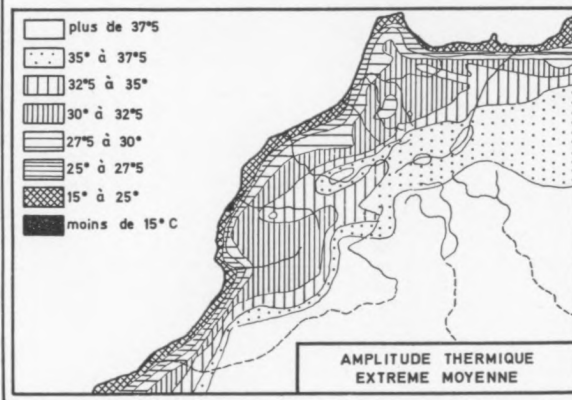 plus de 37°5
35° à 37°5
32°5 à 35°
30° à 32°5
27°5 à 30°
25° à 27°5
15° à 25°
moins de 15°C
AMPLITUDE THERMIQUE
EXTREME MOYENNE